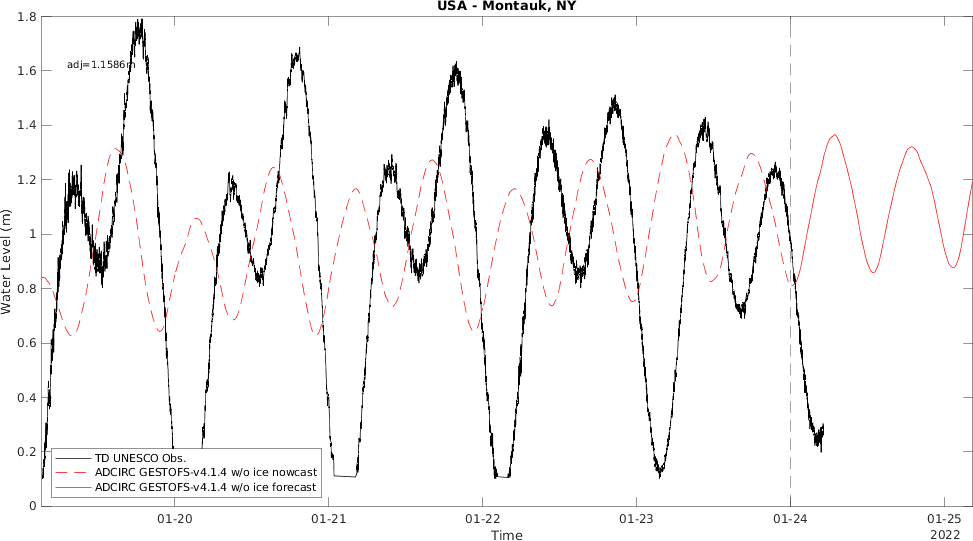 USA - Montauk, NY
adj=1.1586m
Water Level (m)
1.8
1.6
1.4
1.2
1
0.8
0.6
0.4
0.2
0
TD UNESCO Obs.
ADCIRC GESTOFS-v4.1.4 w/o ice nowcast
ADCIRC GESTOFS-v4.1.4 w/o ice forecast
01-20 01-21 01-22 01-23 01-24 01-25
Time
2022